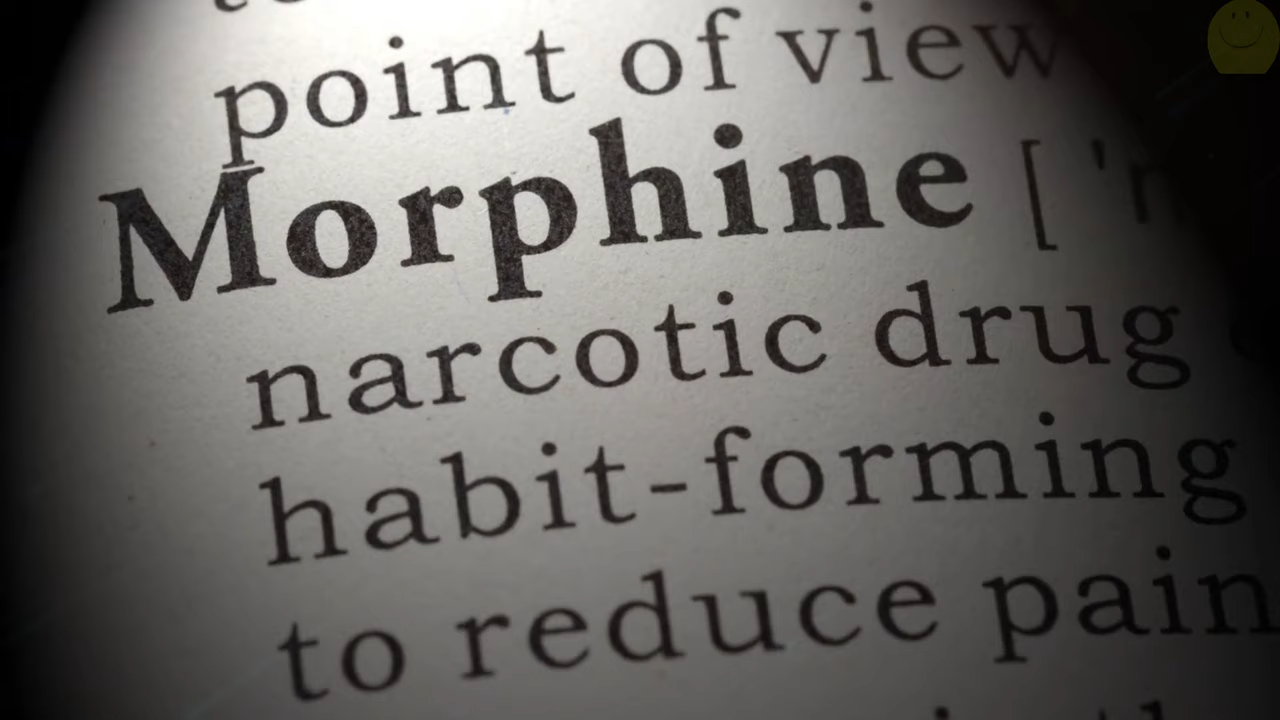 point of view
Morphine [
narcotic drug
habit-forming
to reduce pain